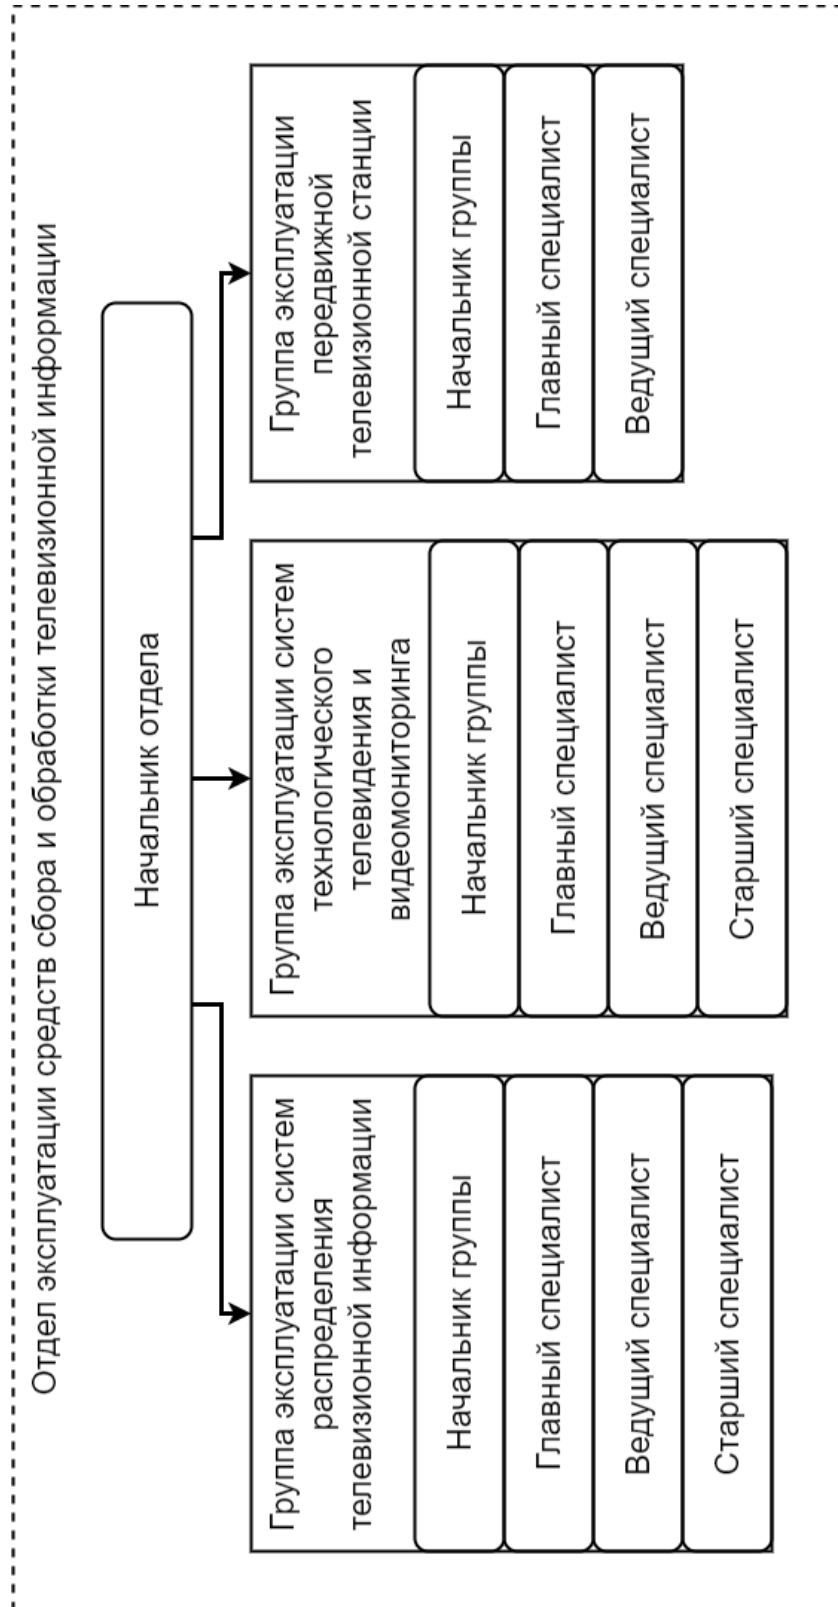 Отдел эксплуатации средств сбора и обработки телевизионной информации
Начальник отдела
Группа эксплуатации систем
распределения
телевизионной информации
Начальник группы
Главный специалист
Ведущий специалист
Старший специалист
Группа эксплуатации систем
технологического
телевидения и
видеомониторинга
Начальник группы
Главный специалист
Ведущий специалист
Старший специалист
Группа эксплуатации
передвижной
телевизионной станции
Начальник группы
Главный специалист
Ведущий специалист